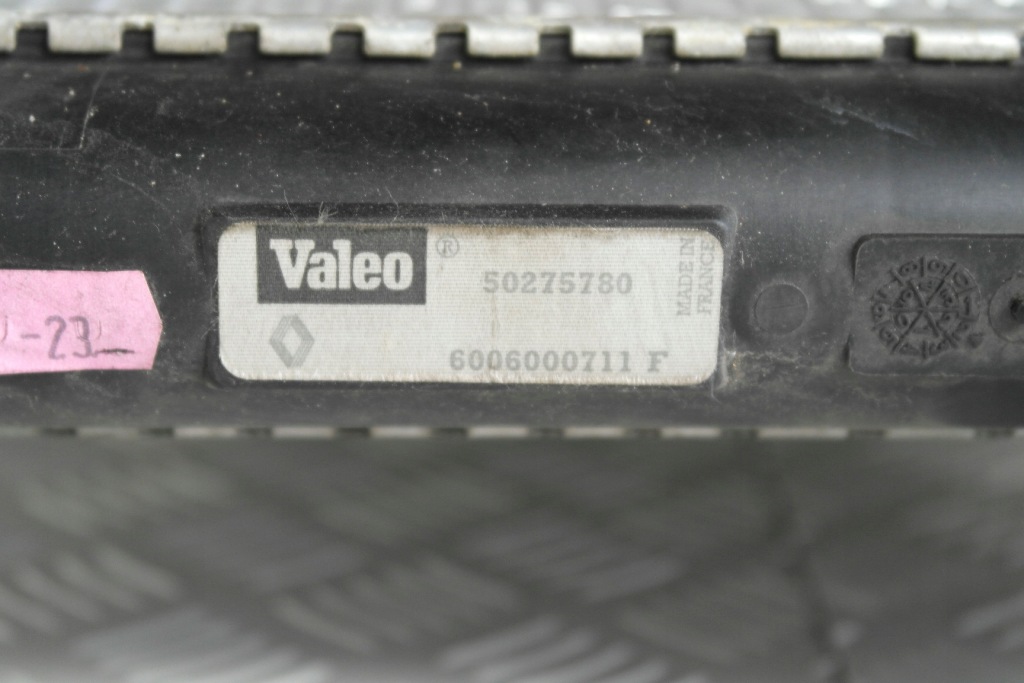 Valeo ®
50275780
MADE IN
FRANCE
6006000711 F
-23